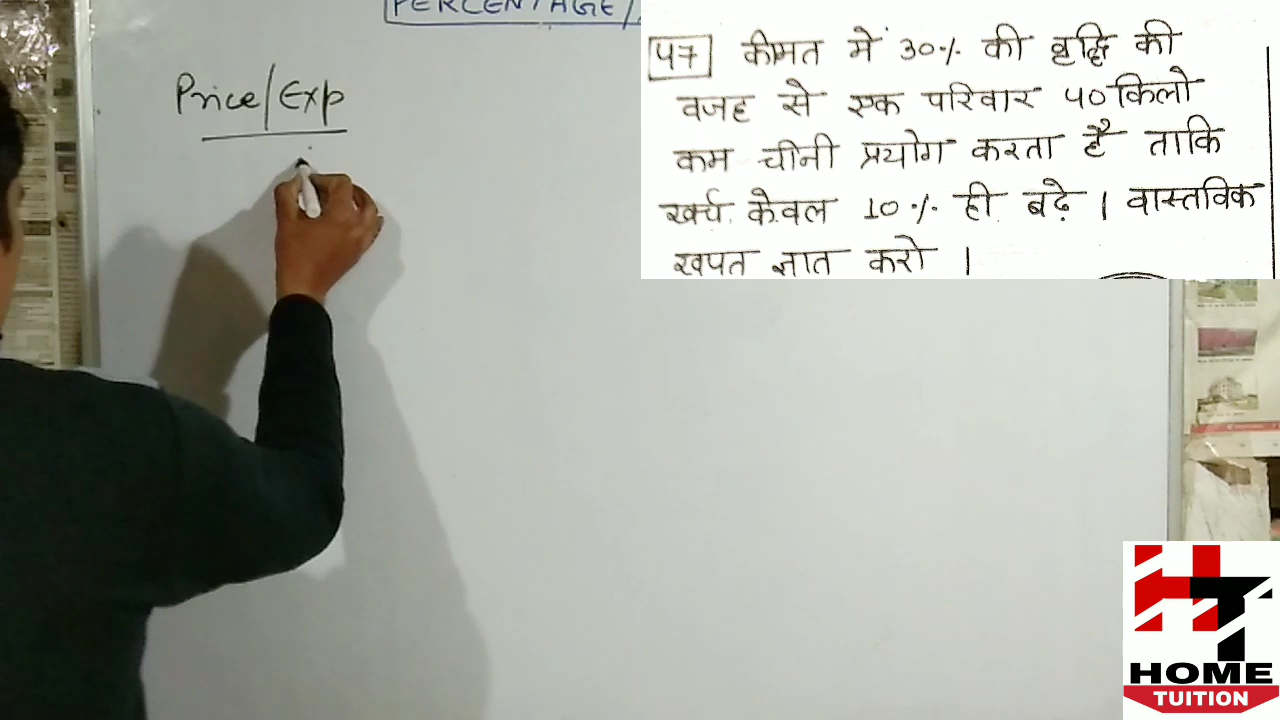 PERCENTAGE/
Price/Exp
47 कीमत में 30% की वृद्धि की
वजह से एक परिवार 40 किलो
कम चीनी प्रयोग करता है ताकि
खर्च केवल 10% ही बढ़े । वास्तविक
खपत ज्ञात करो ।
HT
HOME
TUITION